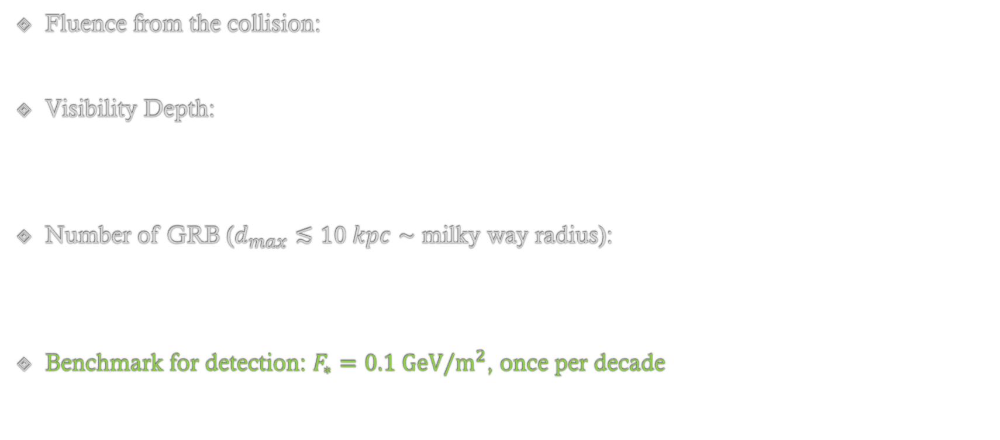 ❖ Fluence from the collision:
❖ Visibility Depth:
❖ Number of GRB (d_max ≲ 10 kpc ~ milky way radius):
❖ Benchmark for detection: F_* = 0.1 GeV/m², once per decade